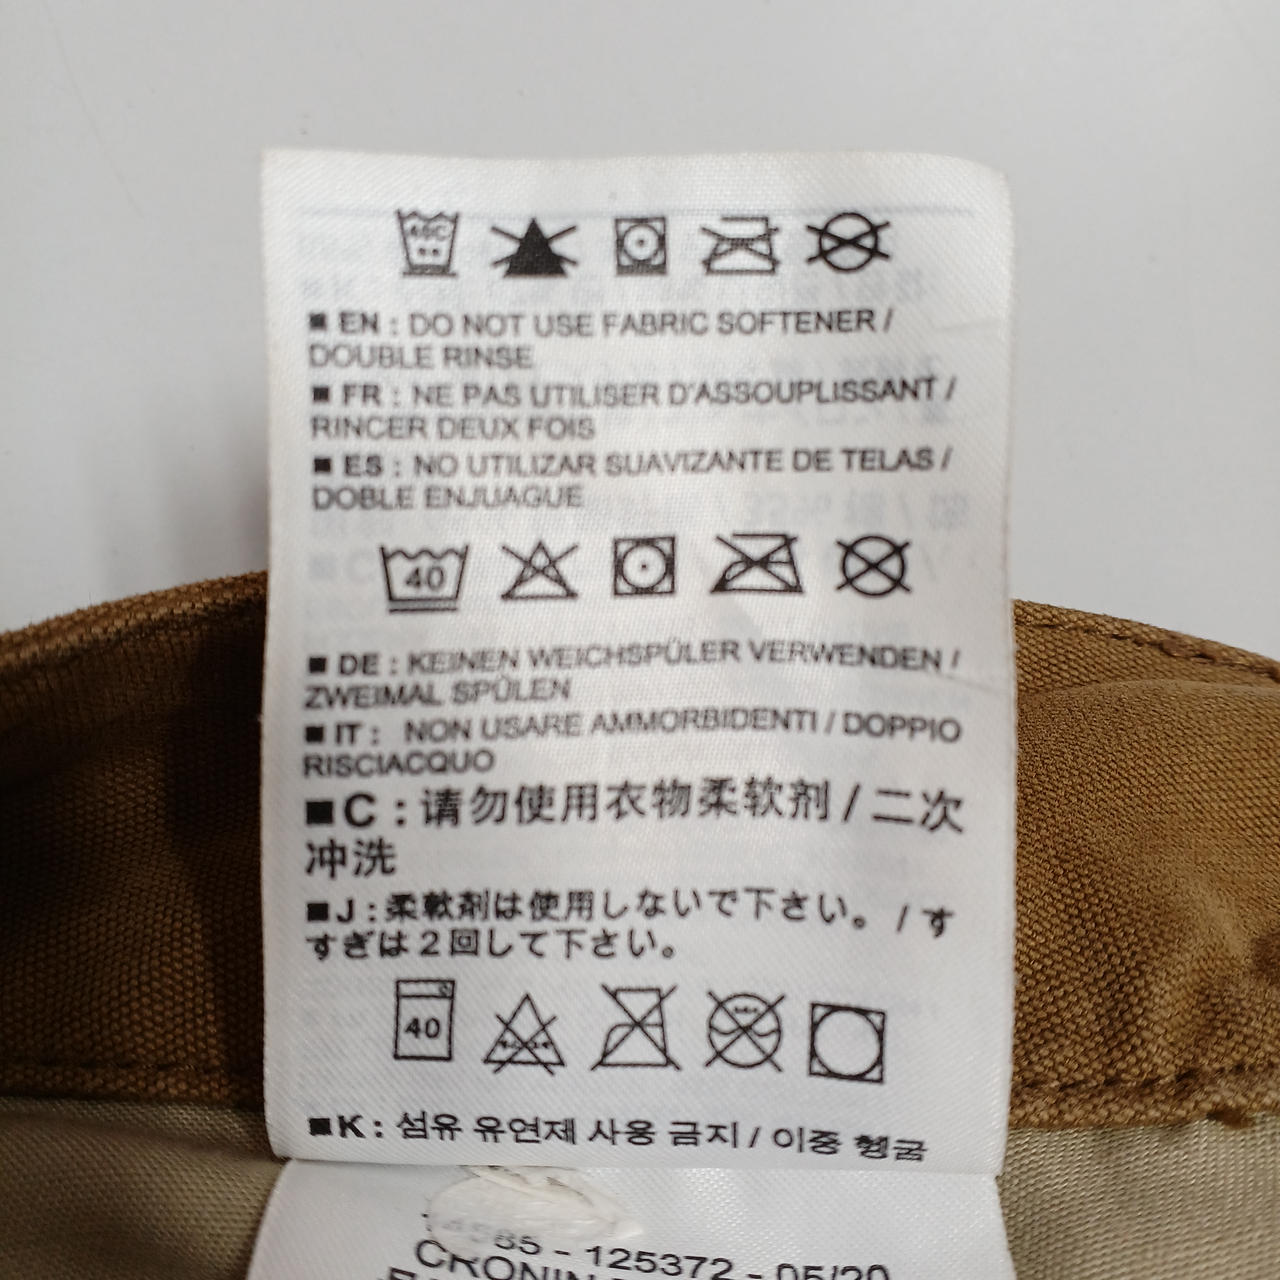 40C
■ EN : DO NOT USE FABRIC SOFTENER /
DOUBLE RINSE
■ FR : NE PAS UTILISER D'ASSOUPLISSANT /
RINCER DEUX FOIS
■ ES : NO UTILIZAR SUAVIZANTE DE TELAS /
DOBLE ENJUAGUE
40
■ DE : KEINEN WEICHSPÜLER VERWENDEN /
ZWEIMAL SPÜLEN
■ IT : NON USARE AMMORBIDENTI / DOPPIO
RISCIACQUO
■C : 请勿使用衣物柔软剂 / 二次
冲洗
■J : 柔軟剤は使用しないで下さい。 / す
すぎは2回して下さい。
40
■K : 섬유 유연제 사용 금지 / 이중 헹굼
- 125372 - 05/20